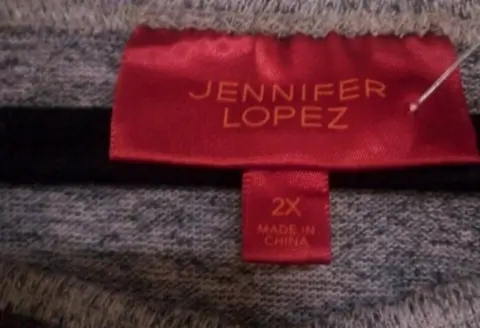 JENNIFER
LOPEZ
2X
MADE IN
CHINA